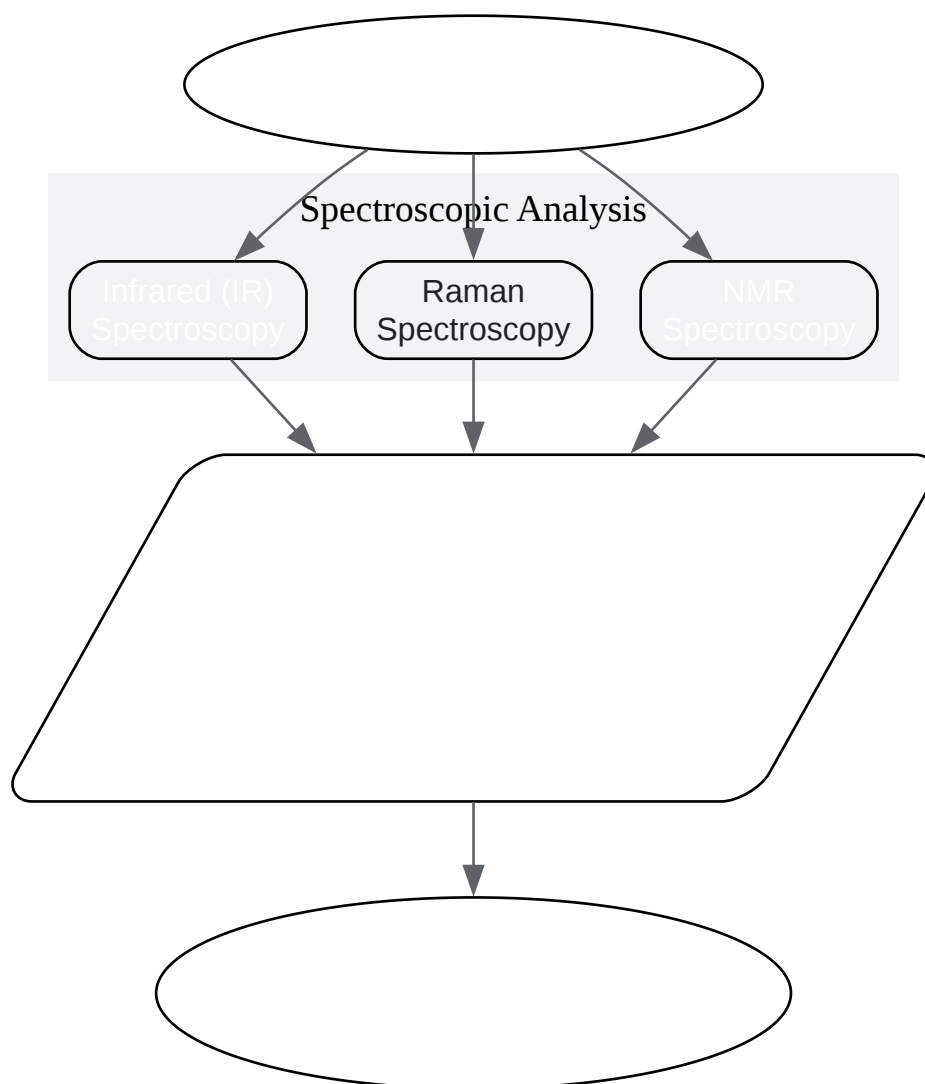 Spectroscopic Analysis
Infrared (IR)
Spectroscopy
Raman
Spectroscopy
NMR
Spectroscopy